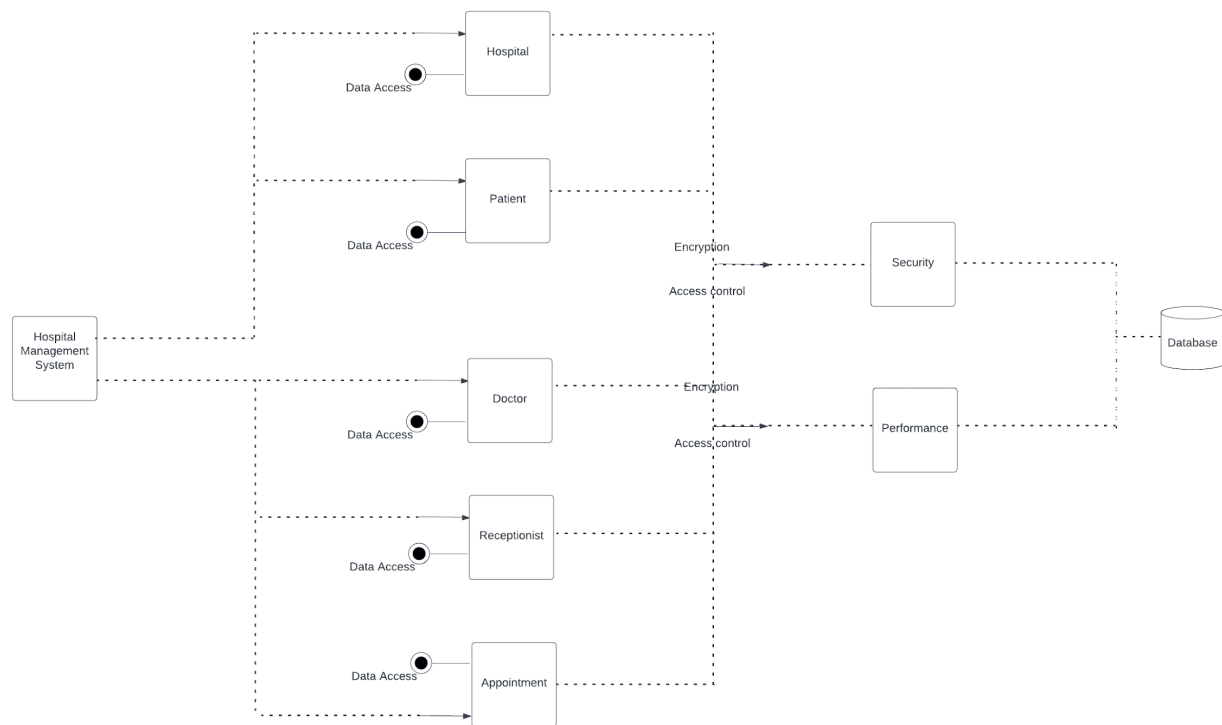 Hospital
Data Access
Patient
Data Access
Encryption
Security
Access control
Hospital
Management
System
Database
Encryption
Doctor
Data Access
Performance
Access control
Receptionist
Data Access
Data Access
Appointment